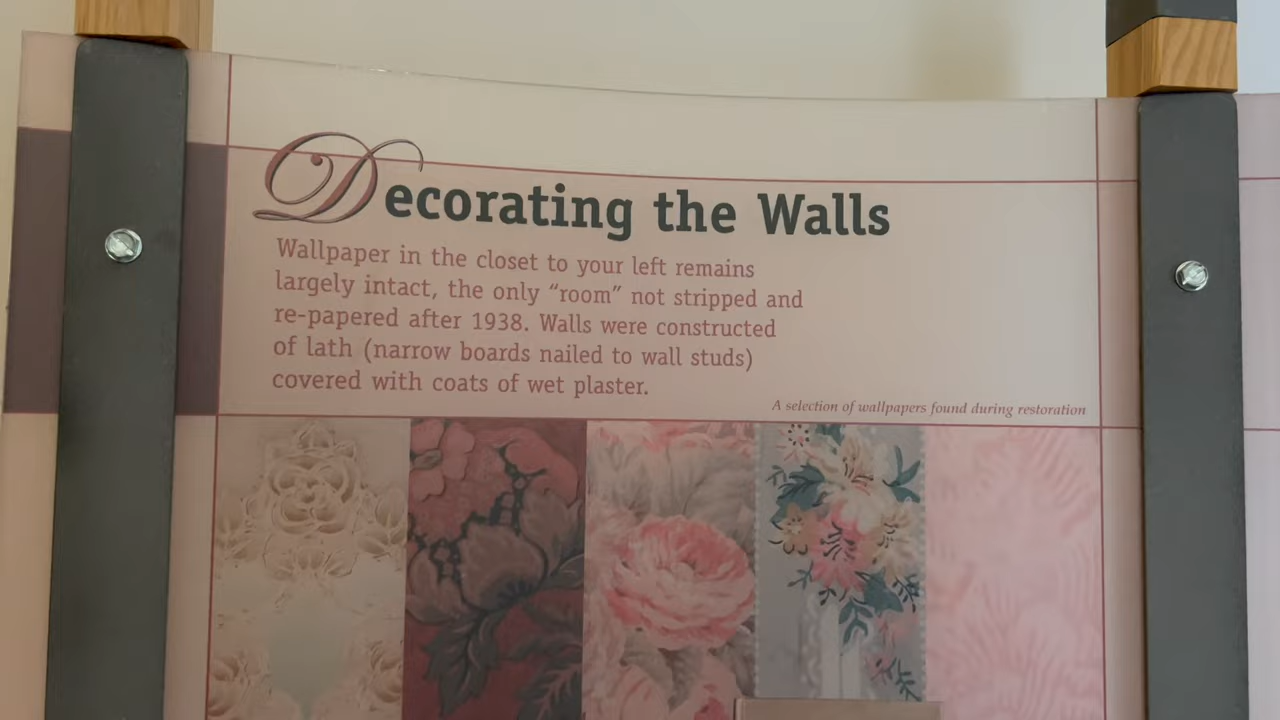 Decorating the Walls
Wallpaper in the closet to your left remains
largely intact, the only “room” not stripped and
re-papered after 1938. Walls were constructed
of lath (narrow boards nailed to wall studs)
covered with coats of wet plaster.
A selection of wallpapers found during restoration